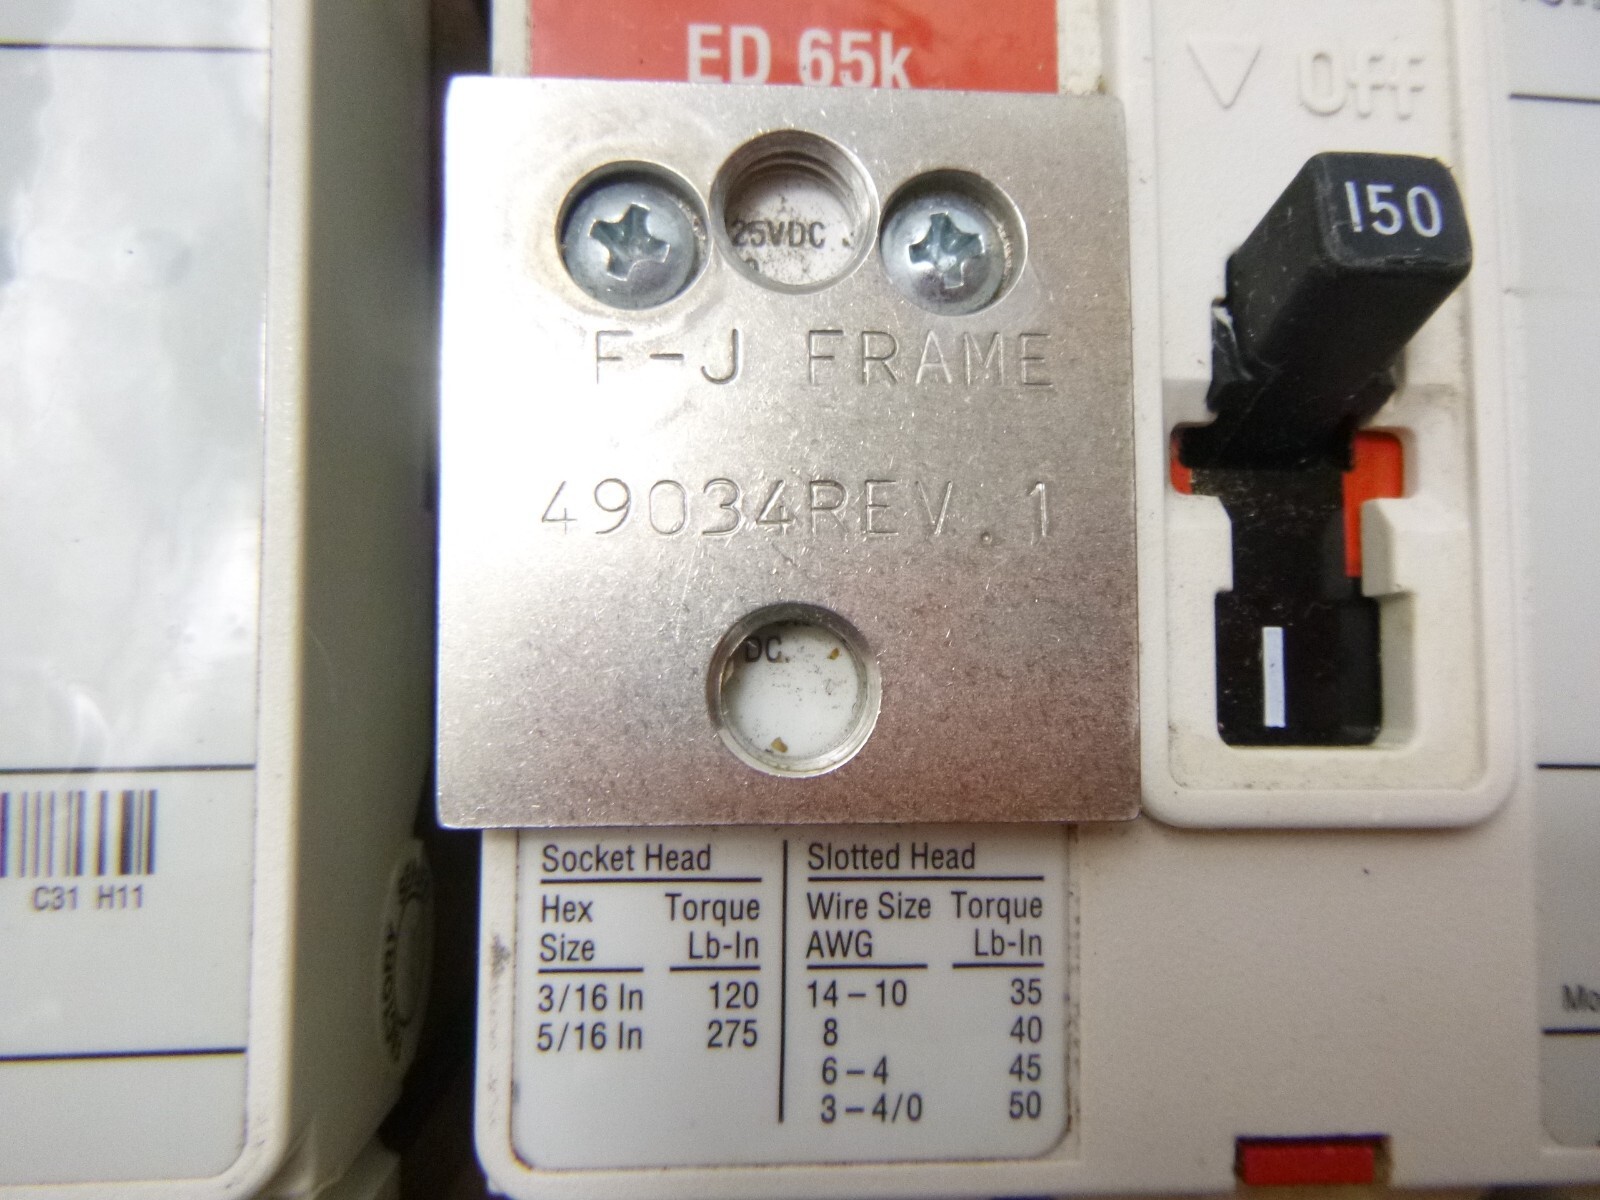 ED 65k
Off
150
25VDC
F-J FRAME
49034REV.1
DC.
Socket Head
Slotted Head
Hex Torque
Wire Size Torque
Size Lb-In
AWG Lb-In
3/16 In 120
14 – 10 35
5/16 In 275
8 40
6 – 4 45
3 – 4/0 50
C31 H11
Mo